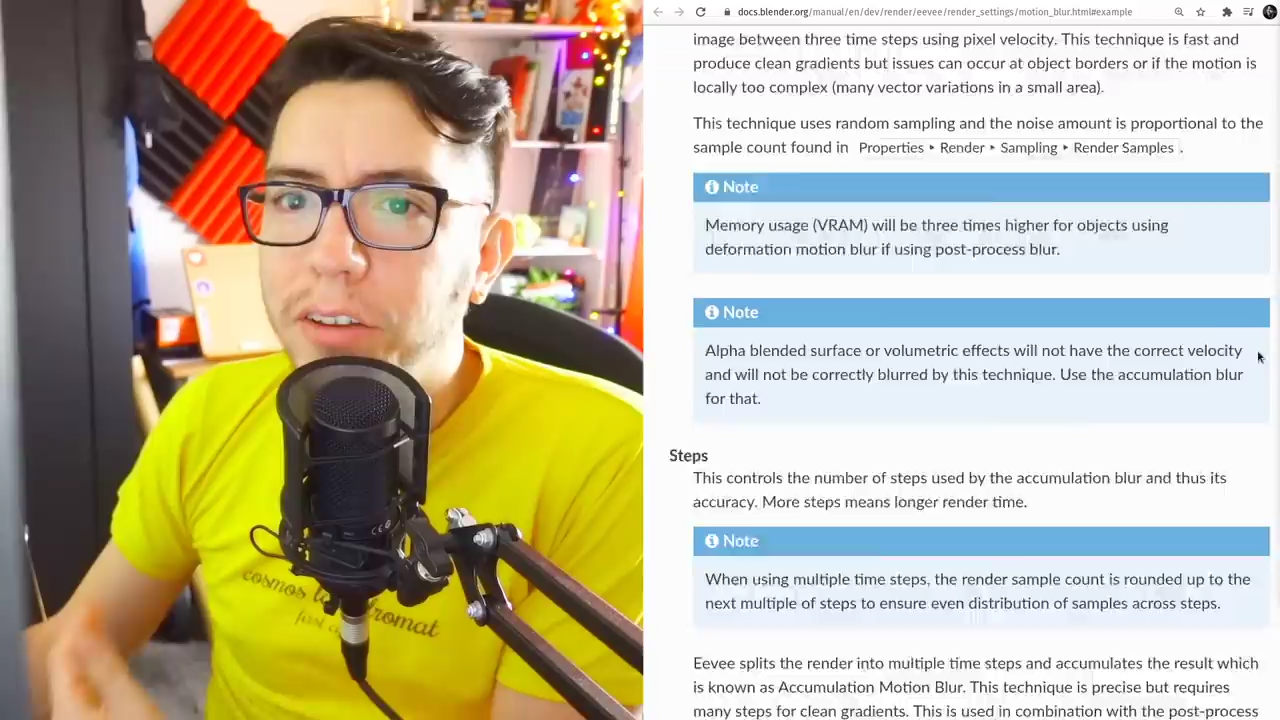 docs.blender.org/manual/en/dev/render/eevee/render_settings/motion_blur.html#example
image between three time steps using pixel velocity. This technique is fast and
produce clean gradients but issues can occur at object borders or if the motion is
locally too complex (many vector variations in a small area).
This technique uses random sampling and the noise amount is proportional to the
sample count found in Properties ‣ Render ‣ Sampling ‣ Render Samples .
Note
Memory usage (VRAM) will be three times higher for objects using
deformation motion blur if using post-process blur.
Note
Alpha blended surface or volumetric effects will not have the correct velocity
and will not be correctly blurred by this technique. Use the accumulation blur
for that.
Steps
This controls the number of steps used by the accumulation blur and thus its
accuracy. More steps means longer render time.
Note
When using multiple time steps, the render sample count is rounded up to the
next multiple of steps to ensure even distribution of samples across steps.
Eevee splits the render into multiple time steps and accumulates the result which
is known as Accumulation Motion Blur. This technique is precise but requires
many steps for clean gradients. This is used in combination with the post-process
cosmos